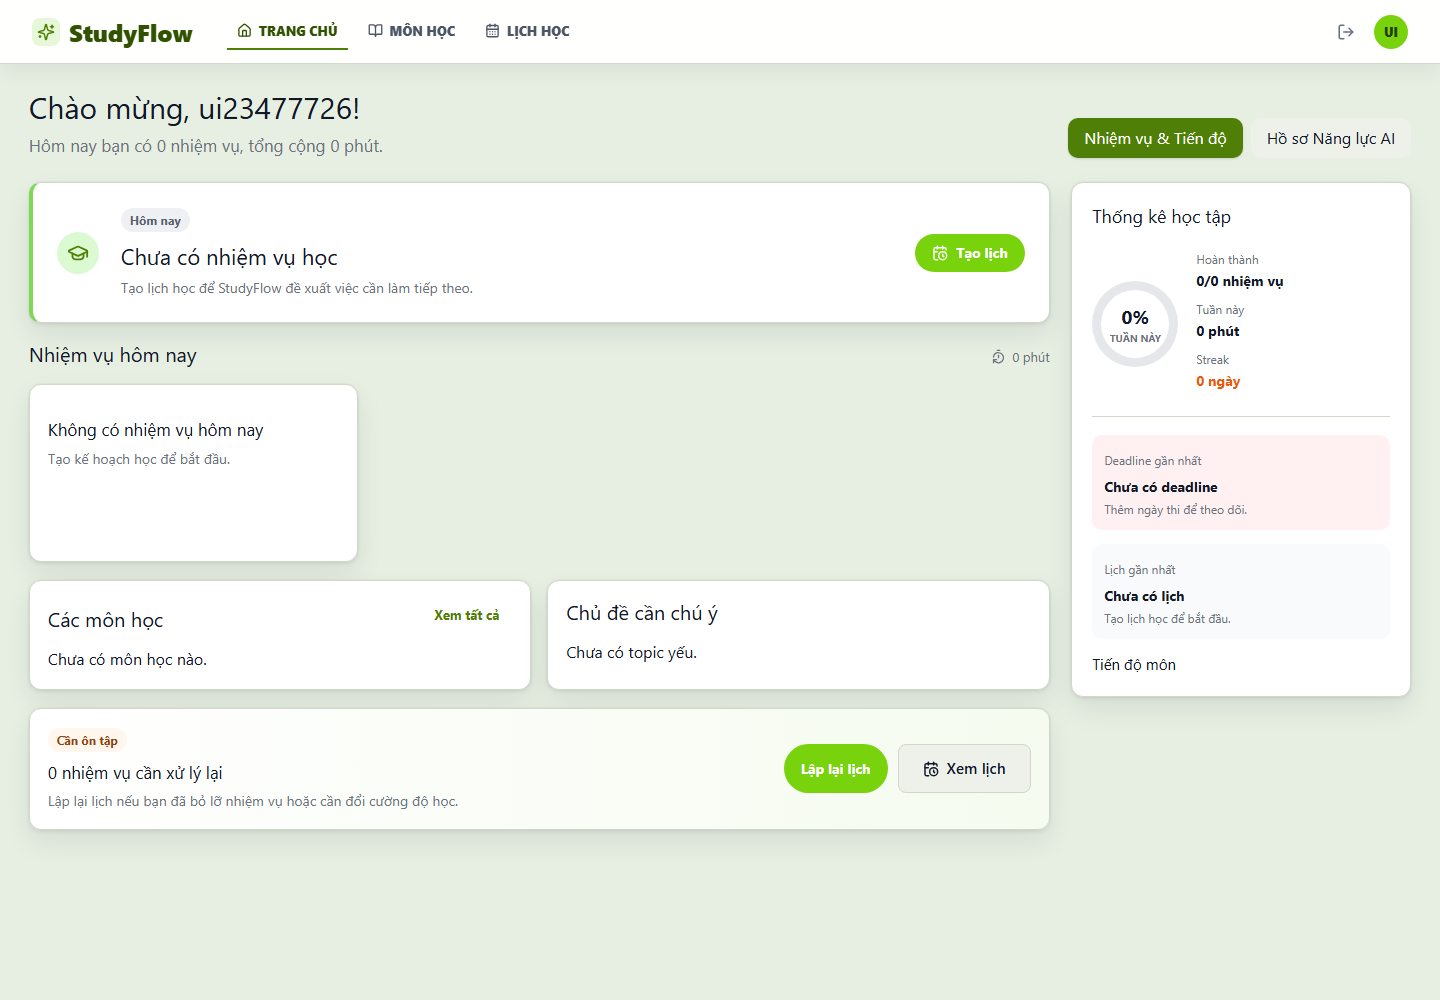 StudyFlow
TRANG CHỦ
MÔN HỌC
LỊCH HỌC
UI
Chào mừng, ui23477726!
Hôm nay bạn có 0 nhiệm vụ, tổng cộng 0 phút.
Nhiệm vụ & Tiến độ
Hồ sơ Năng lực AI
Hôm nay
Chưa có nhiệm vụ học
Tạo lịch học để StudyFlow đề xuất việc cần làm tiếp theo.
Tạo lịch
Nhiệm vụ hôm nay
0 phút
Không có nhiệm vụ hôm nay
Tạo kế hoạch học để bắt đầu.
Các môn học
Xem tất cả
Chưa có môn học nào.
Chủ đề cần chú ý
Chưa có topic yếu.
Cần ôn tập
0 nhiệm vụ cần xử lý lại
Lập lại lịch nếu bạn đã bỏ lỡ nhiệm vụ hoặc cần đổi cường độ học.
Lập lại lịch
Xem lịch
Thống kê học tập
0%
TUẦN NÀY
Hoàn thành
0/0 nhiệm vụ
Tuần này
0 phút
Streak
0 ngày
Deadline gần nhất
Chưa có deadline
Thêm ngày thi để theo dõi.
Lịch gần nhất
Chưa có lịch
Tạo lịch học để bắt đầu.
Tiến độ môn